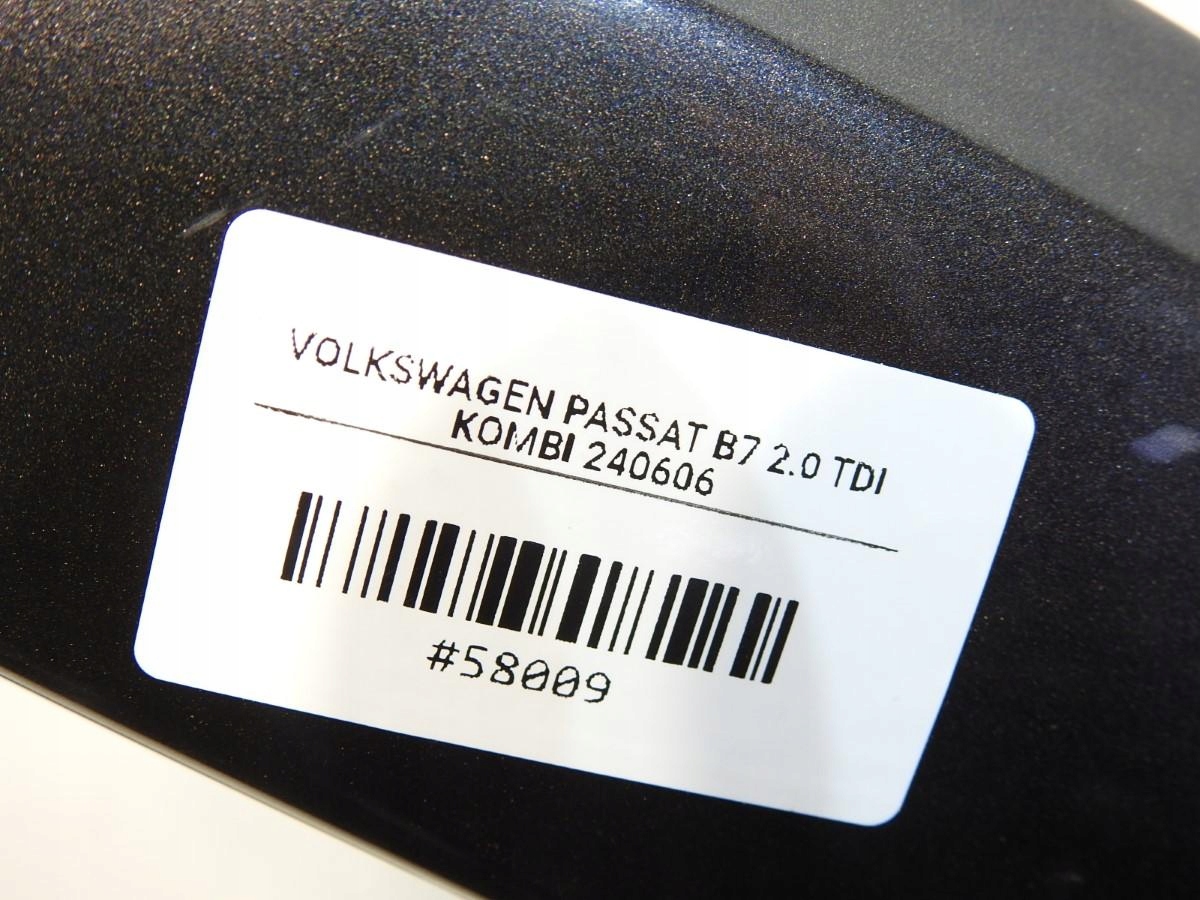 VOLKSWAGEN PASSAT B7 2.0 TDI
KOMBI 240606
#58009